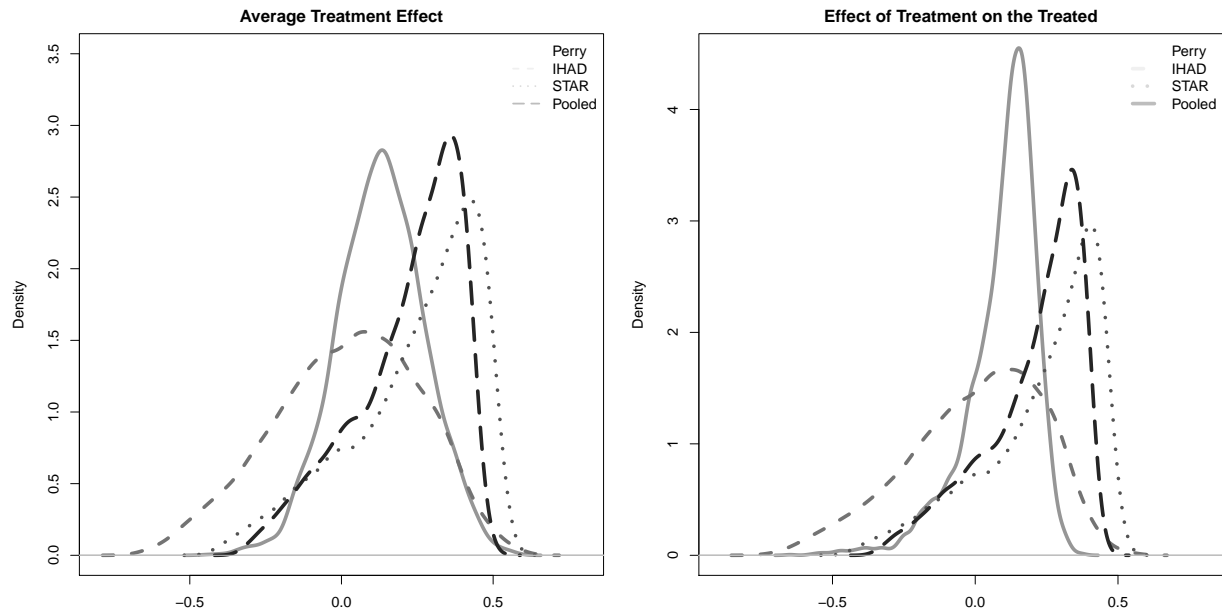 Average Treatment Effect
Density
3.5
3.0
2.5
2.0
1.5
1.0
0.5
0.0
−0.5
0.0
0.5
Perry
IHAD
STAR
Pooled
Effect of Treatment on the Treated
Density
4
3
2
1
0
−0.5
0.0
0.5
Perry
IHAD
STAR
Pooled